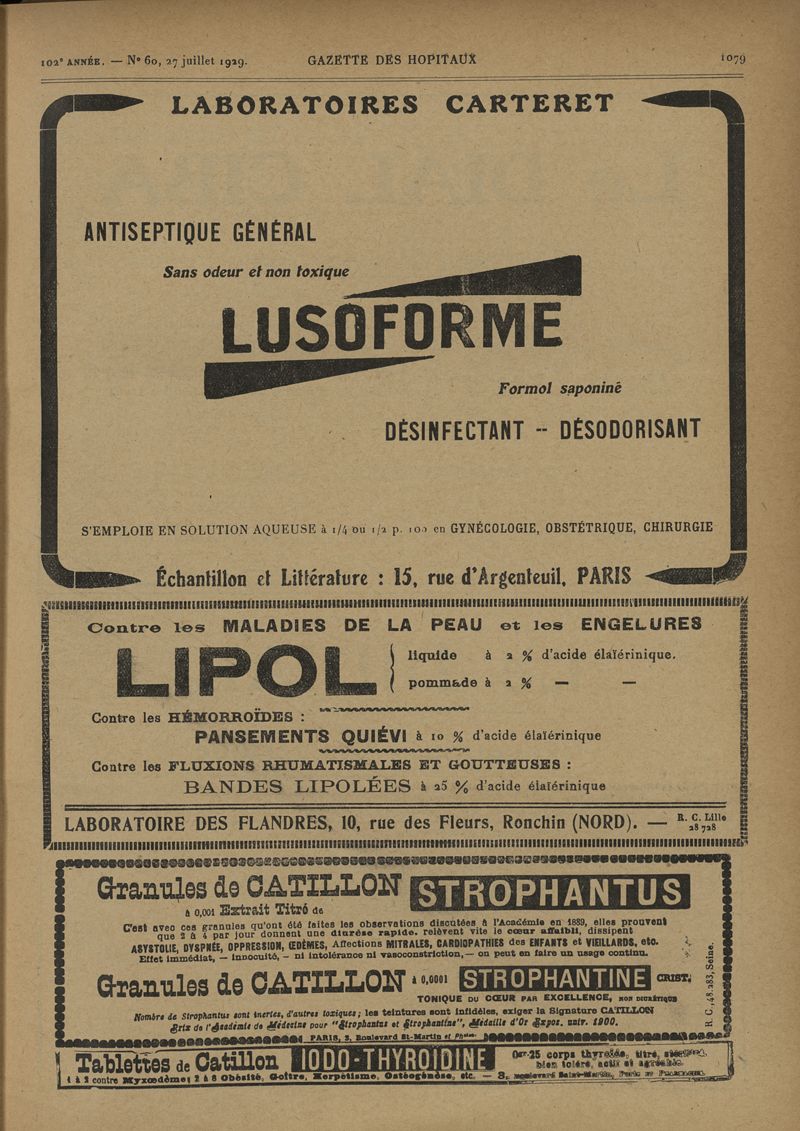 102e ANNÉE. — No 60, 27 juillet 1929. GAZETTE DES HOPITAUX 1079
LABORATOIRES CARTERET
ANTISEPTIQUE GÉNÉRAL
Sans odeur et non toxique
LUSOFORME
Formol saponiné
DÉSINFECTANT -- DÉSODORISANT
S'EMPLOIE EN SOLUTION AQUEUSE à 1/4 ou 1/2 p. 100 en GYNÉCOLOGIE, OBSTÉTRIQUE, CHIRURGIE
Échantillon et Littérature : 15, rue d'Argenteuil, PARIS
Contre les MALADIES DE LA PEAU et les ENGELURES
LIPOL { liquide à 2 % d'acide élaïérinique.
pommade à 2 % — —
Contre les HÉMORROÏDES :
PANSEMENTS QUIÉVI à 10 % d'acide élaïérinique
Contre les FLUXIONS RHUMATISMALES ET GOUTTEUSES :
BANDES LIPOLÉES à 25 % d'acide élaïérinique
LABORATOIRE DES FLANDRES, 10, rue des Fleurs, Ronchin (NORD). — R. C. Lille
28 728
Granules de CATILLON STROPHANTUS
à 0,001 Extrait Titré de
C'est avec ces granules qu'ont été faites les observations discutées à l'Académie en 1889, elles prouvent
que 2 à 4 par jour donnent une diurèse rapide, relèvent vite le cœur affaibli, dissipent
ASYSTOLIE, DYSPNÉE, OPPRESSION, ŒDÈMES, Affections MITRALES, CARDIOPATHIES des ENFANTS et VIEILLARDS, etc.
Effet immédiat, — innocuité, — ni intolérance ni vasoconstriction, — on peut en faire un usage continu.
Granules de CATILLON à 0,0001 STROPHANTINE CRIST.
TONIQUE DU CŒUR PAR EXCELLENCE, NON DIURÉTIQUE
Nombre de Strophantus sont inertes, d'autres toxiques ; les teintures sont infidèles, exiger la Signature CATILLON
Prix de l'Académie de Médecine pour "Strophantus et Strophantine", Médaille d'Or Expos. univ. 1900.
PARIS, 3, Boulevard St-Martin et Phies
R. C., 48.283, Seine.
Tablettes de Catillon IODO-THYROÏDINE 0gr.25 corps thyroïde, titré,
bien toléré, actif et agréable.
1 à 2 contre Myxœdème; 2 à 8 Obésité, Goître, Herpétisme, Ostéogénèse, etc. — 3, Boulevard Saint-Martin, Paris